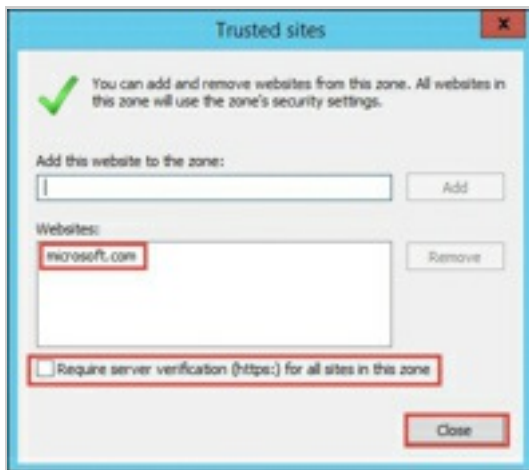 Trusted sites
You can add and remove websites from this zone. All websites in
this zone will use the zone's security settings.
Add this website to the zone:
Add
Websites:
microsoft.com
Remove
Require server verification (https:) for all sites in this zone
Close